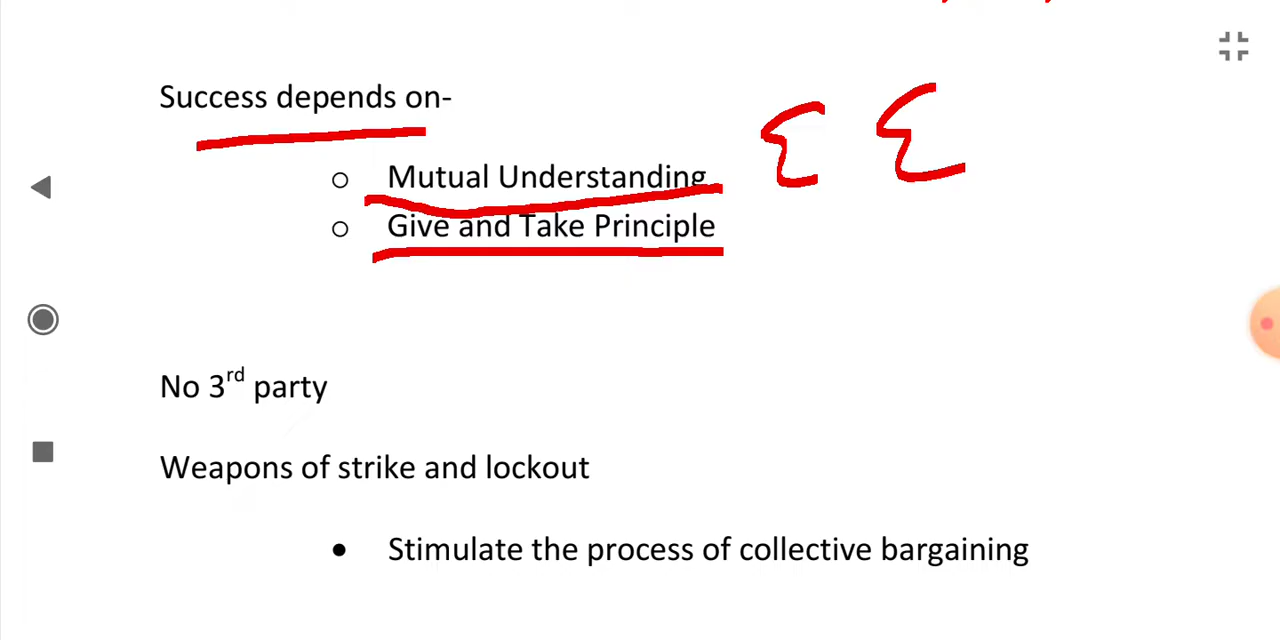 Success depends on-
Mutual Understanding
Give and Take Principle
No 3rd party
Weapons of strike and lockout
Stimulate the process of collective bargaining